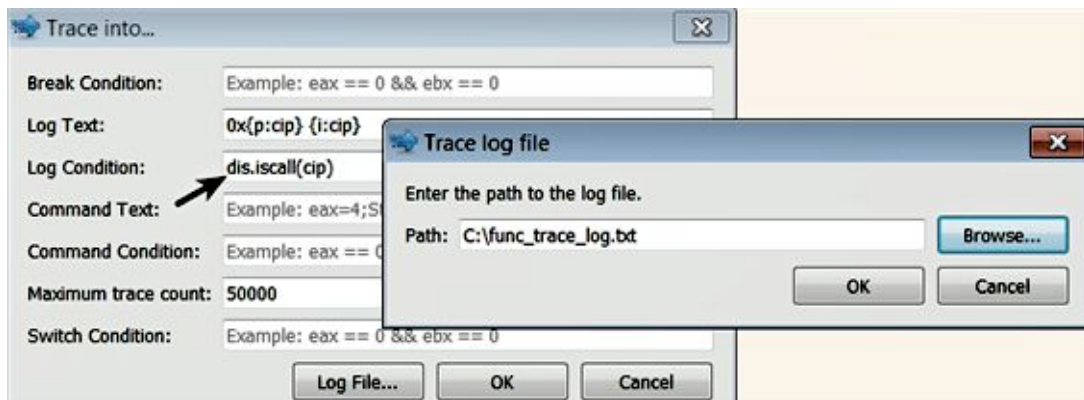 Trace into...
Break Condition: Example: eax == 0 && ebx == 0
Log Text: 0x{p:cip} {i:cip}
Log Condition: dis.iscall(cip)
Command Text: Example: eax=4;S
Command Condition: Example: eax == 
Maximum trace count: 50000
Switch Condition: Example: eax == 0 && ebx == 0
Log File... OK Cancel
Trace log file
Enter the path to the log file.
Path: C:\func_trace_log.txt Browse...
OK Cancel